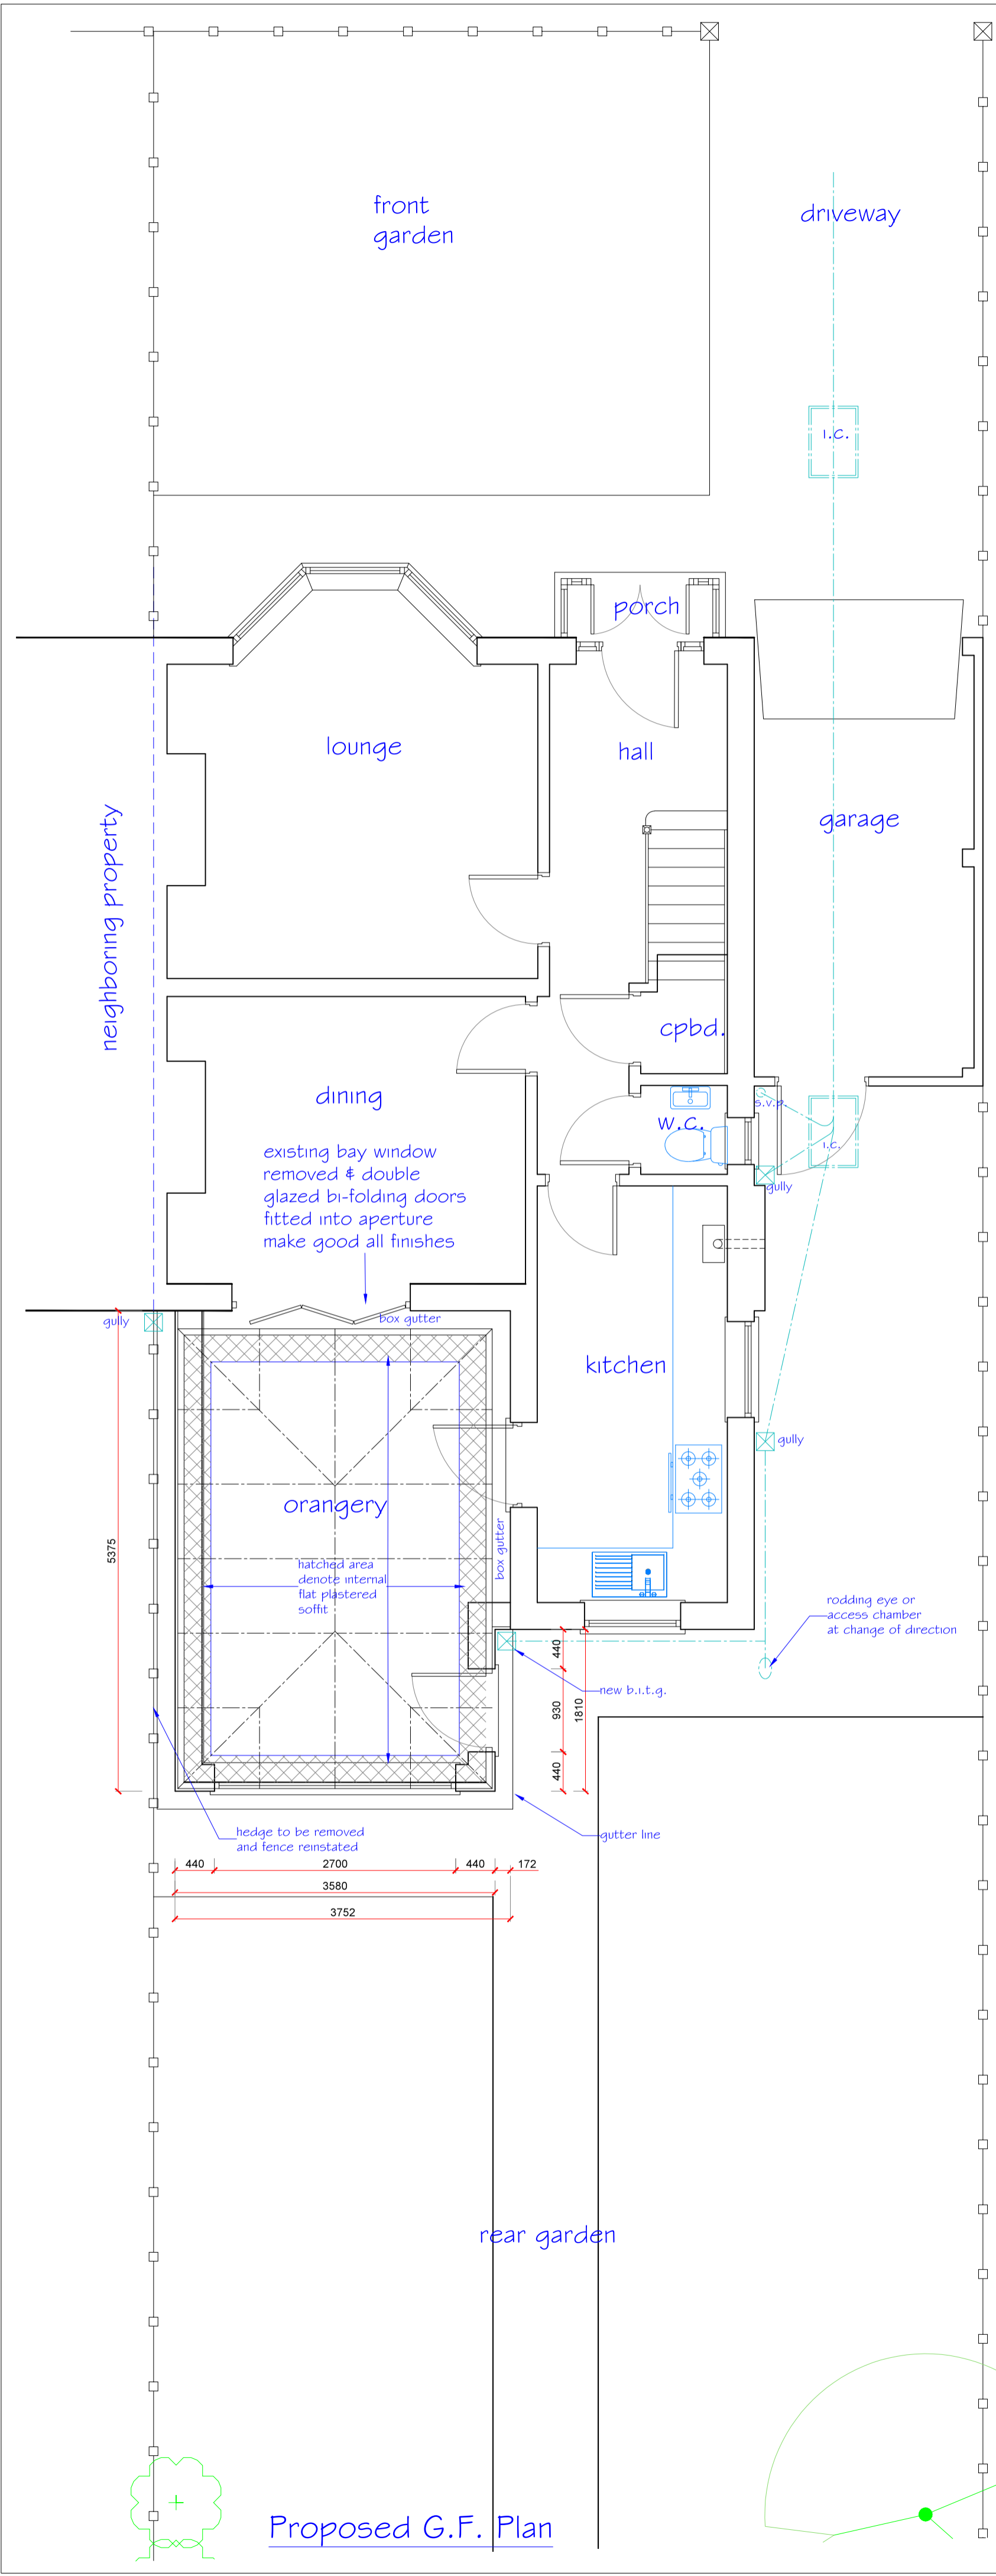 front
garden
driveway
i.c.
porch
lounge
hall
garage
neighboring property
cpbd.
dining
s.v.p.
w.c.
i.c.
existing bay window
removed & double
glazed bi-folding doors
fitted into aperture
make good all finishes
gully
gully
box gutter
kitchen
gully
orangery
box gutter
5375
hatched area
denote internal
flat plastered
soffit
rodding eye or
access chamber
at change of direction
440
new b.i.t.g.
930
1810
440
hedge to be removed
and fence reinstated
gutter line
440
2700
440
172
3580
3752
rear garden
Proposed G.F. Plan